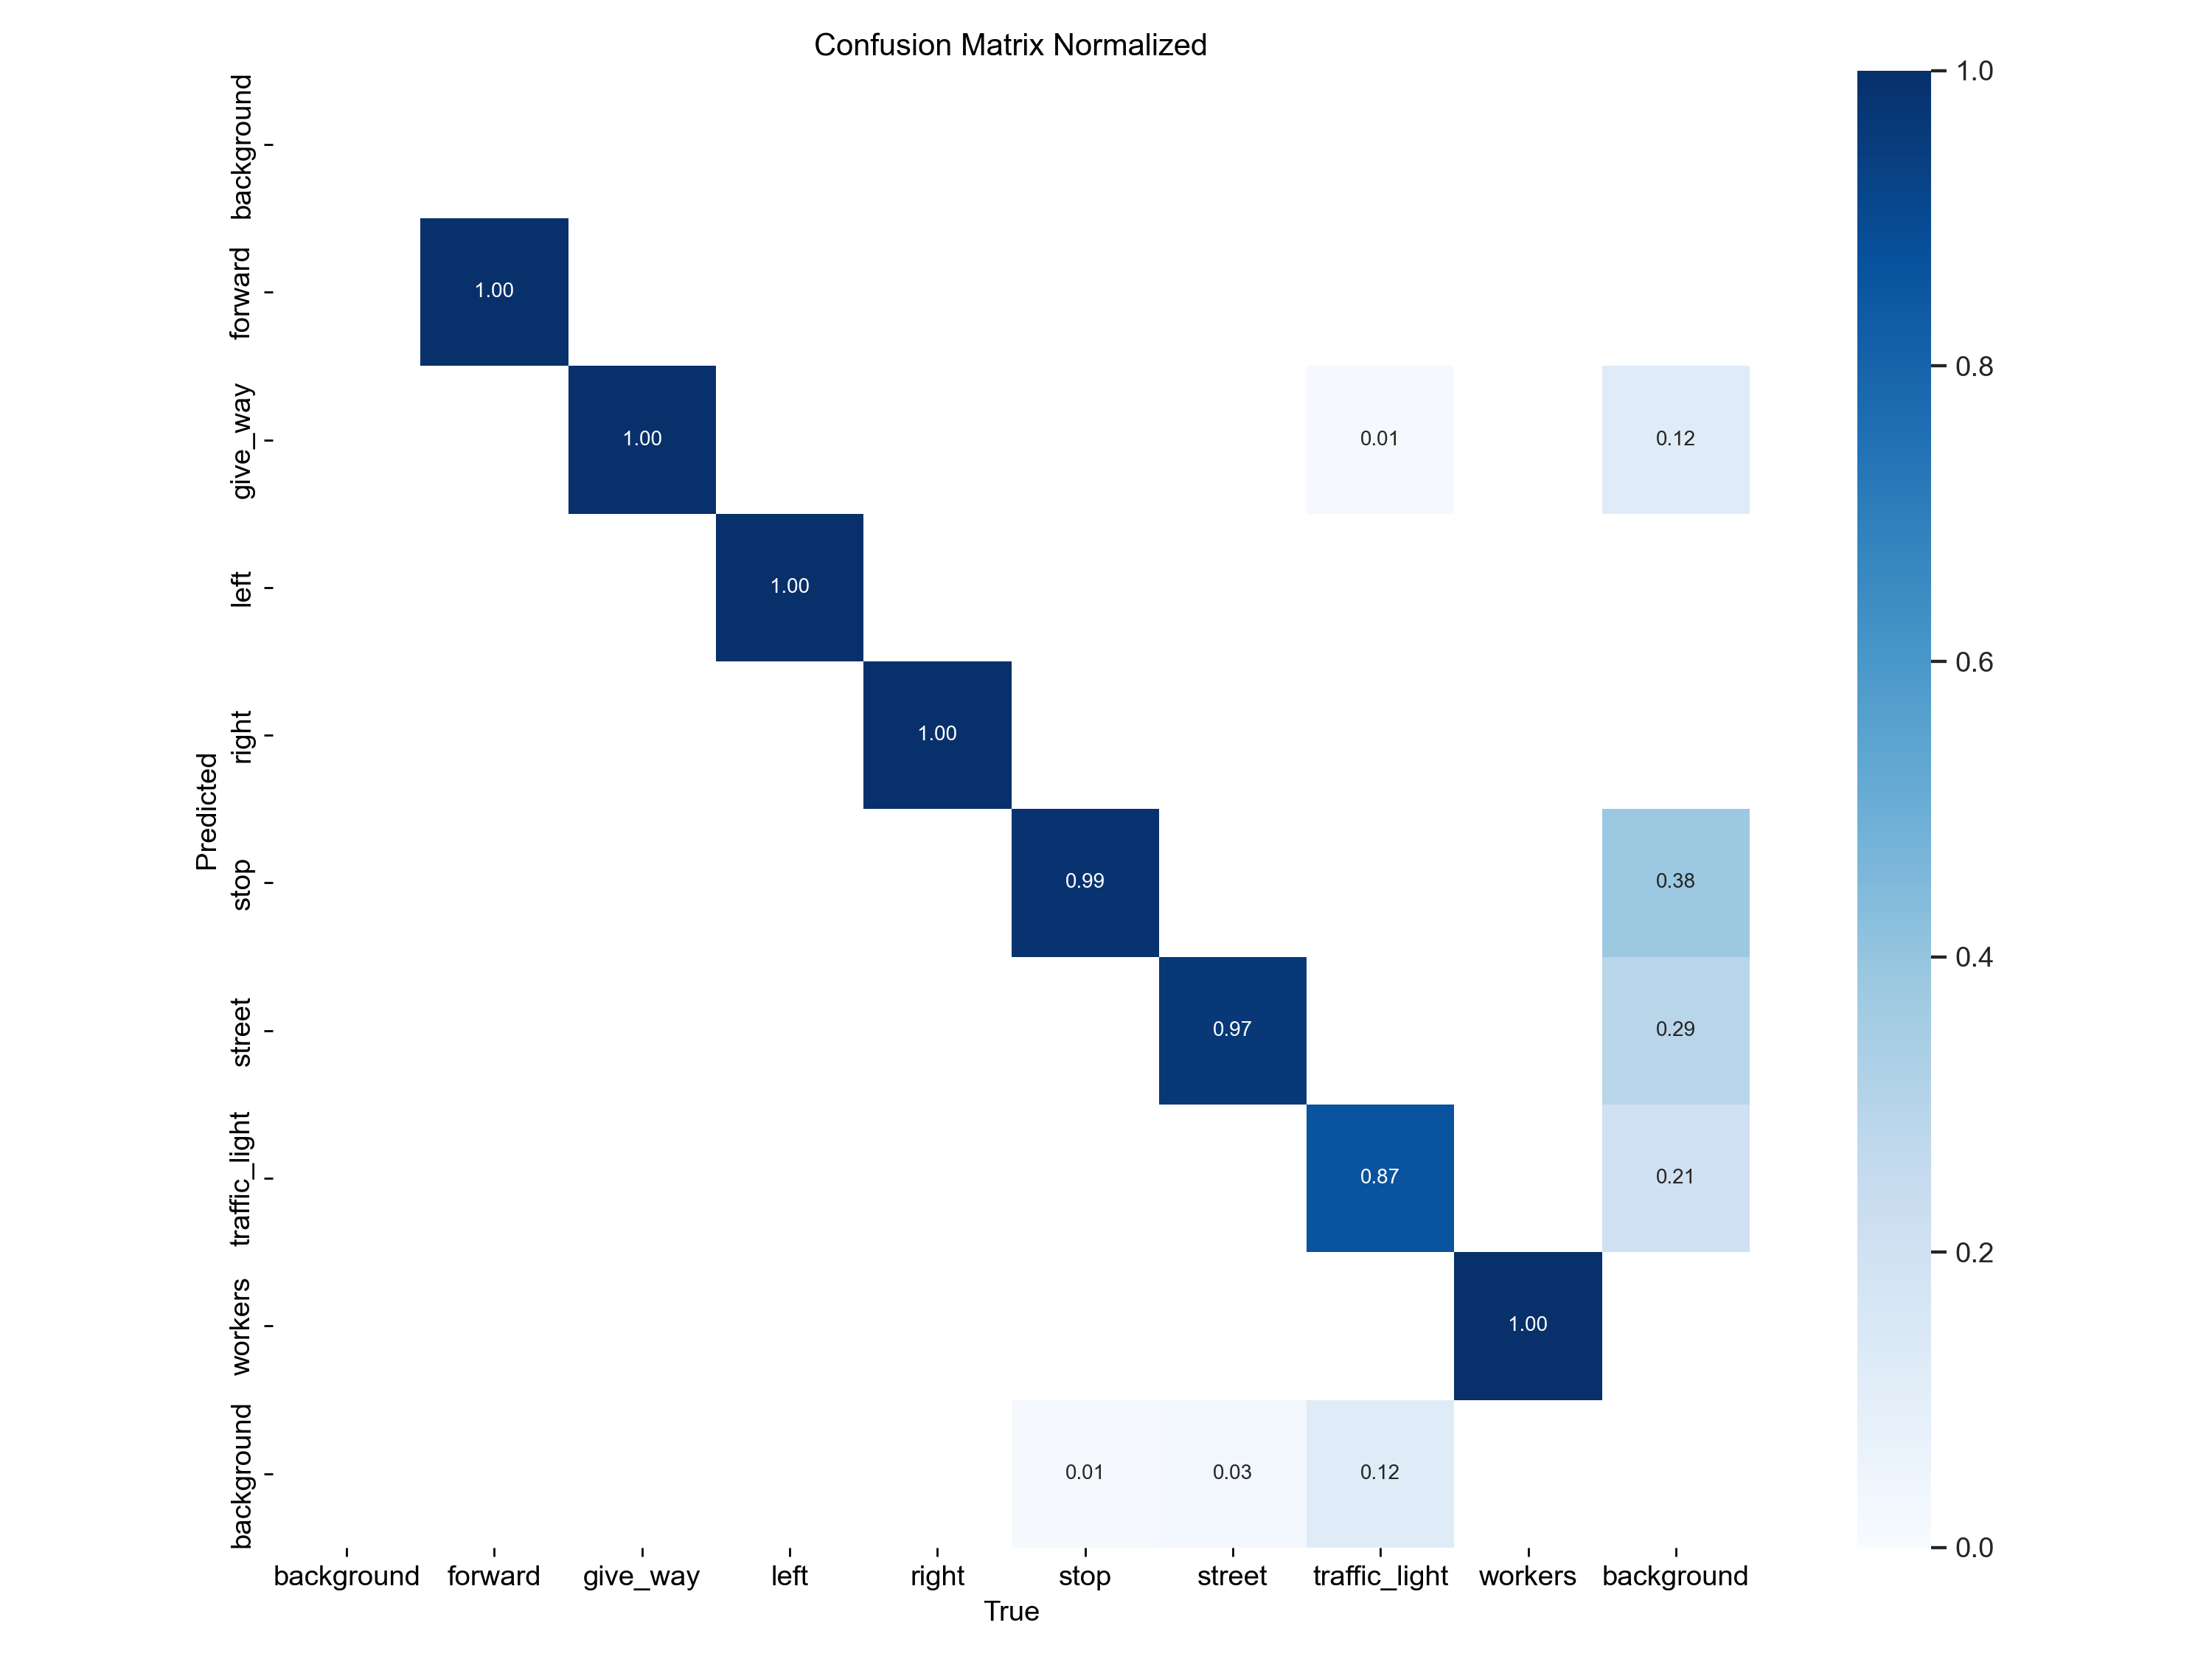 Confusion Matrix Normalized
1.0
background
forward
1.00
0.8
give_way
1.00
0.01
0.12
left
1.00
0.6
right
1.00
Predicted
stop
0.99
0.38
0.4
street
0.97
0.29
traffic_light
0.87
0.21
0.2
workers
1.00
background
0.01
0.03
0.12
0.0
background forward give_way left right stop street traffic_light workers background
True